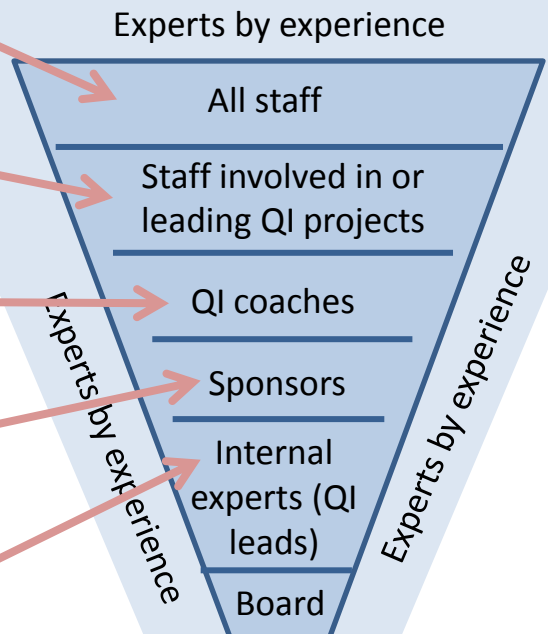 Experts by experience
All staff
Staff involved in or
leading QI projects
QI coaches
Sponsors
Internal
experts (QI
leads)
Board
Experts by experience
Experts by experience